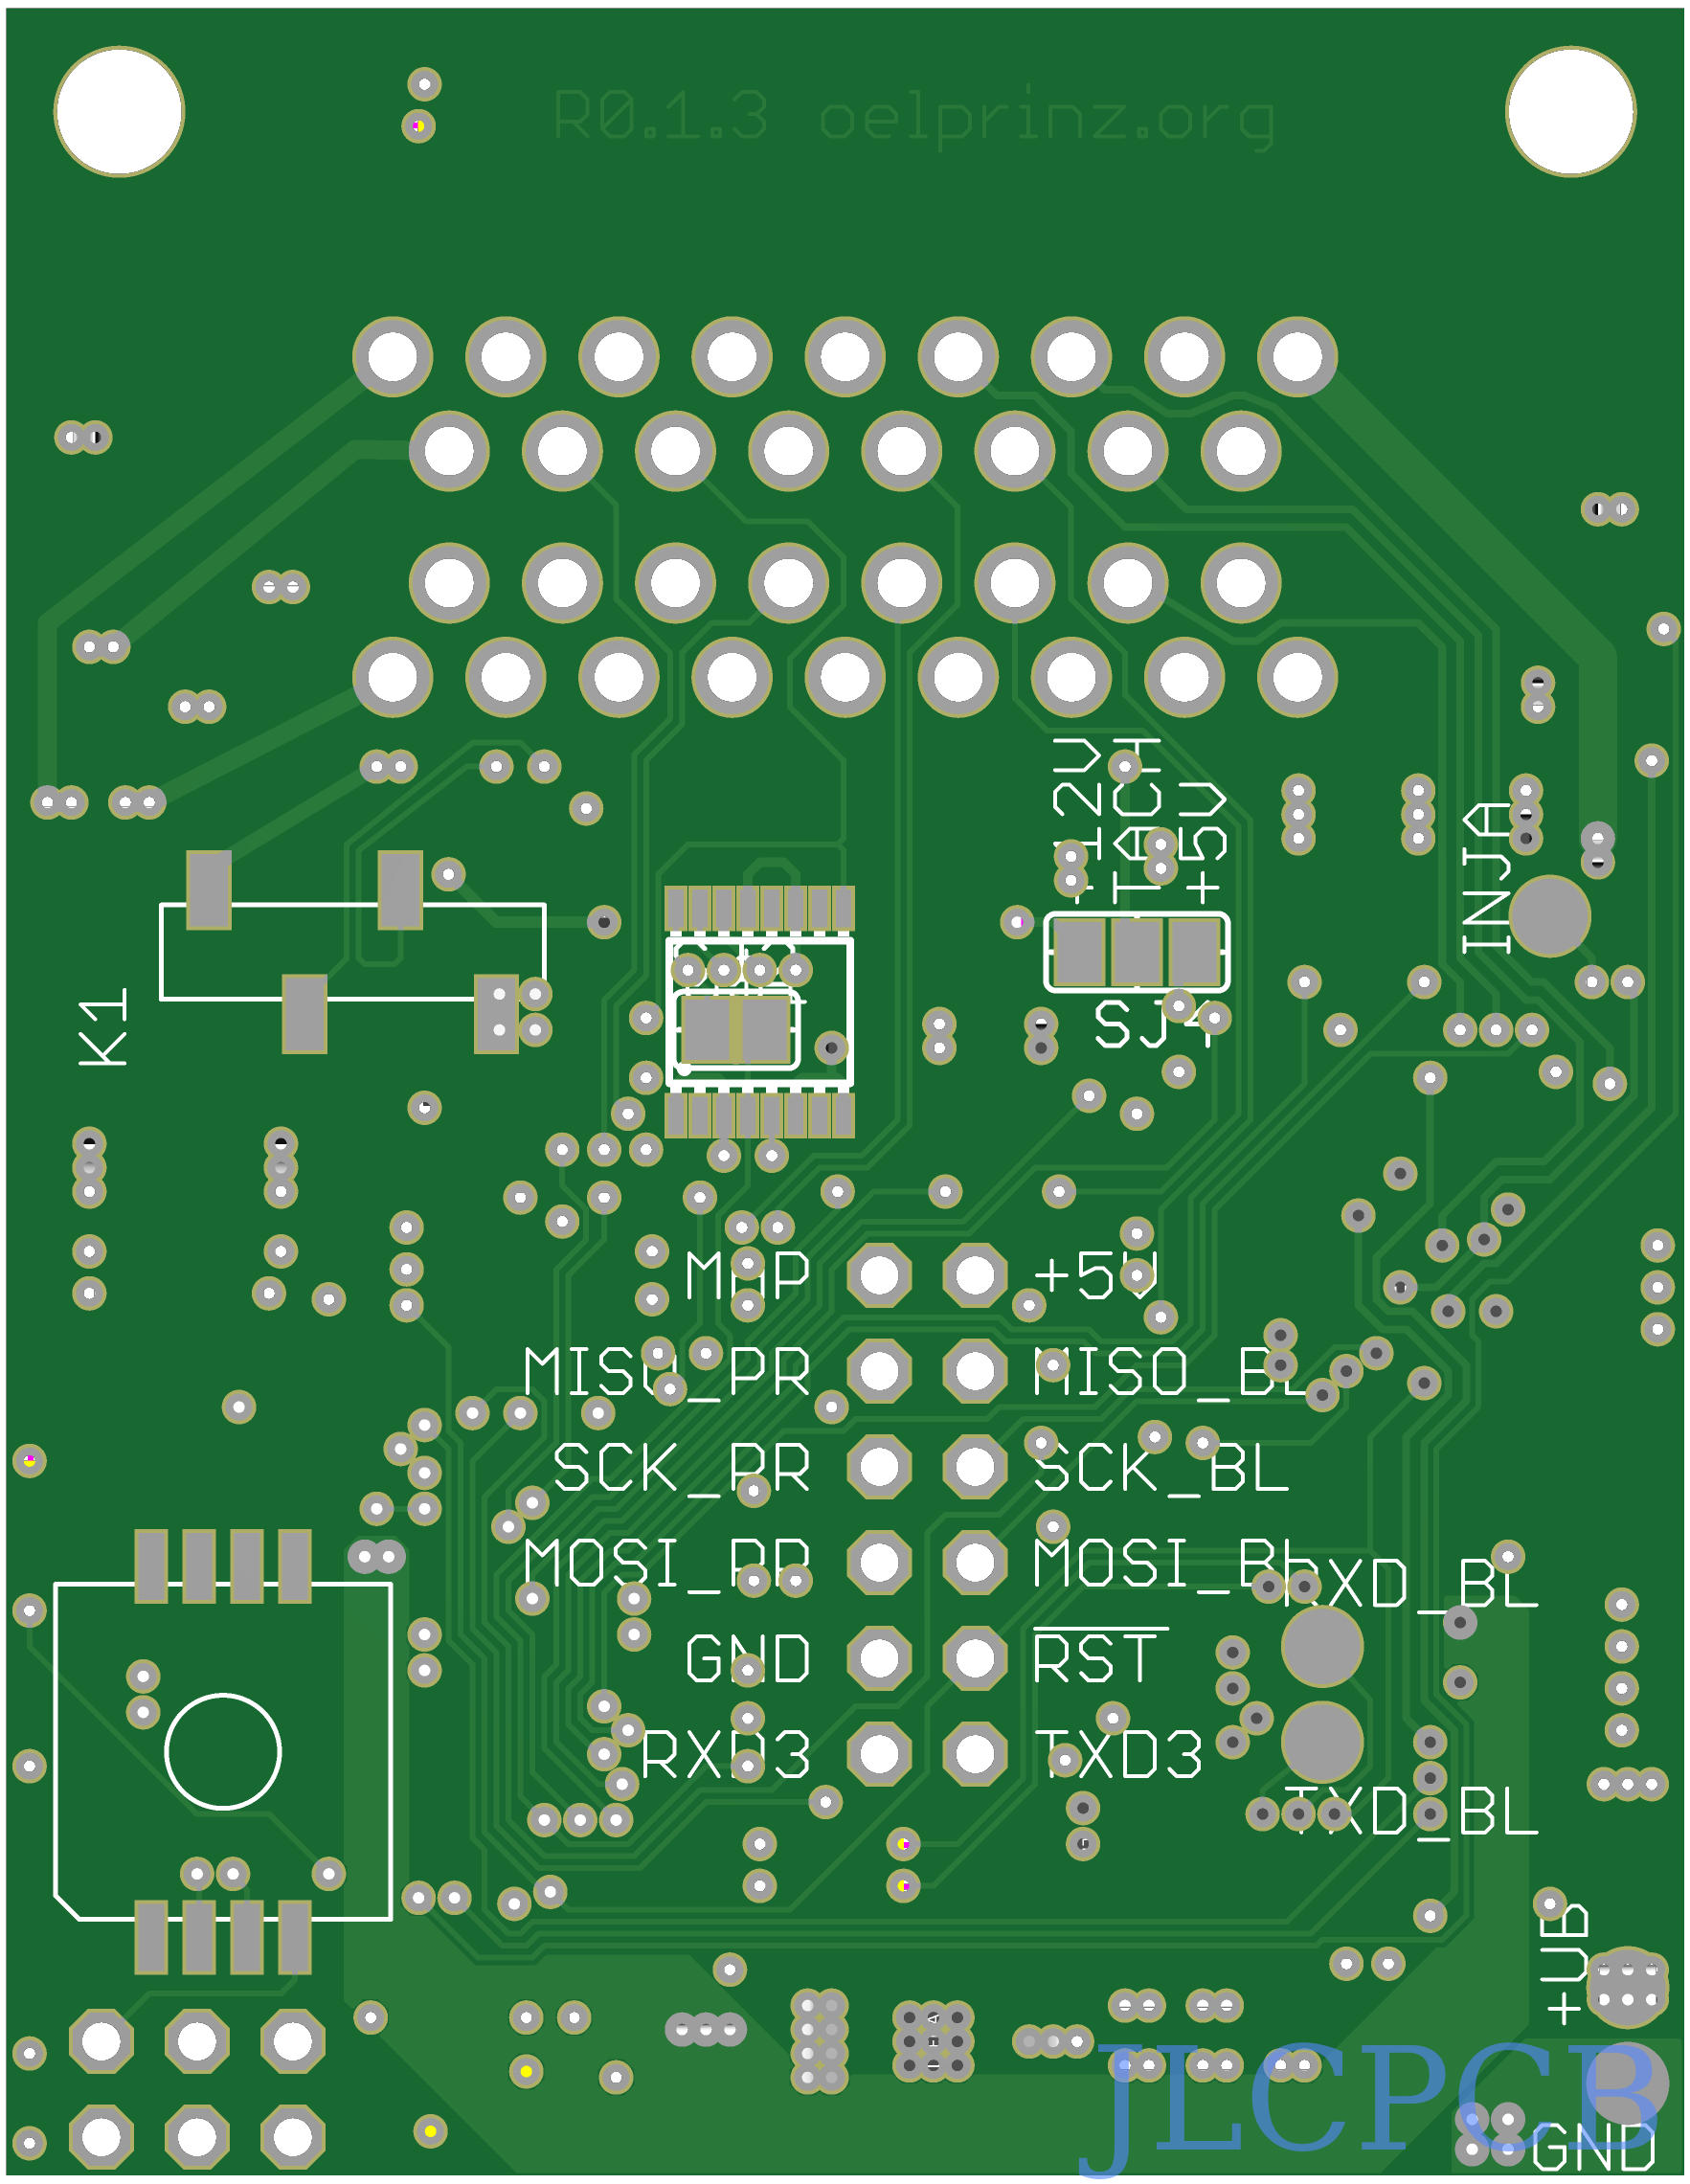 R0.1.3 oelprinz.org
+12V
TACH
+5V
INJA
SJ4
K1
MAP
+5V
MISO_PR
MISO_BL
SCK_PR
SCK_BL
MOSI_PR
MOSI_BL
RXD_BL
GND
RST
RXD3
TXD3
TXD_BL
+UB
JLCPCB
GND